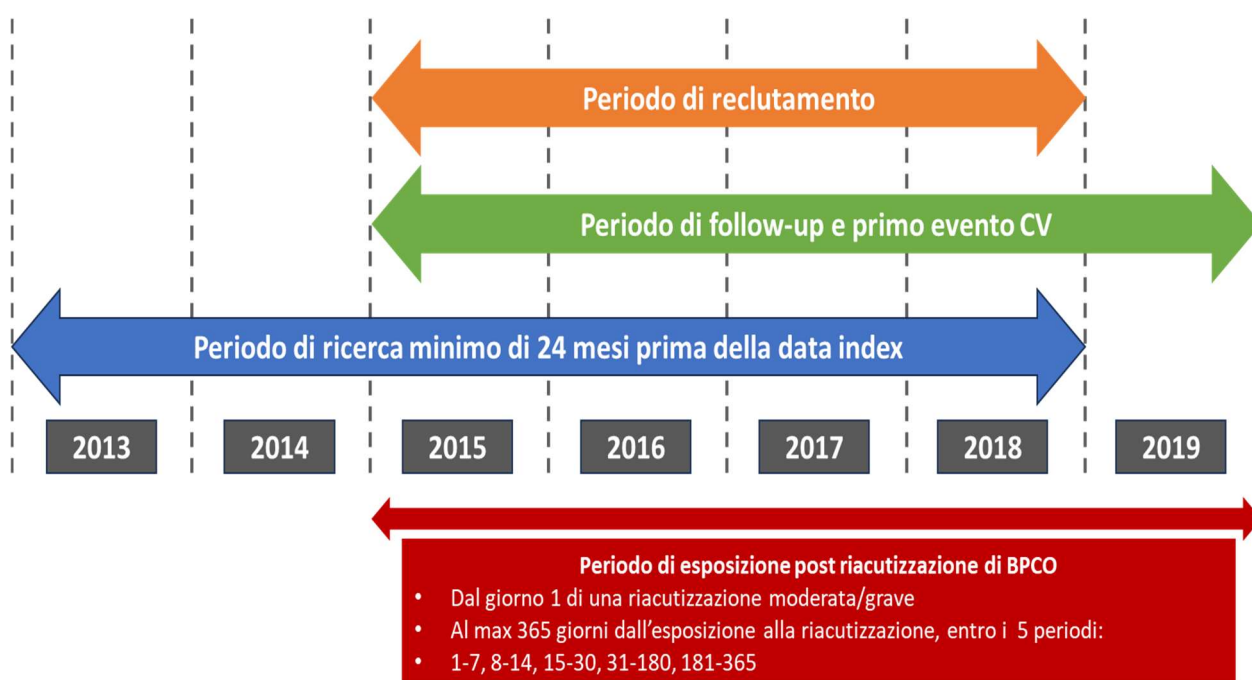 Periodo di reclutamento
Periodo di follow-up e primo evento CV
Periodo di ricerca minimo di 24 mesi prima della data index
2013 2014 2015 2016 2017 2018 2019
Periodo di esposizione post riacutizzazione di BPCO
• Dal giorno 1 di una riacutizzazione moderata/grave
• Al max 365 giorni dall'esposizione alla riacutizzazione, entro i 5 periodi:
• 1-7, 8-14, 15-30, 31-180, 181-365